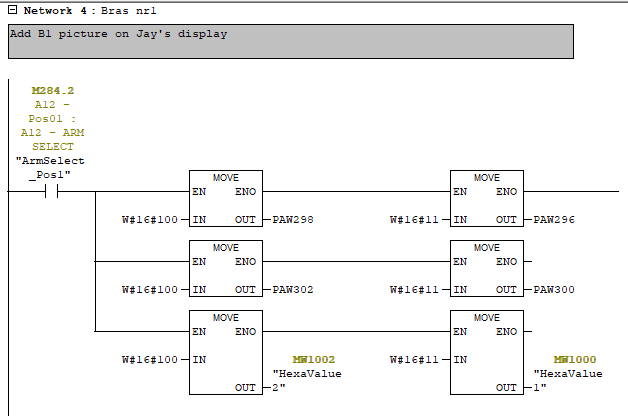 Network 4 : Bras nr1
Add B1 picture on Jay's display
M284.2
A12 -
Pos01 :
A12 - ARM
SELECT
"ArmSelect
_Pos1"
MOVE MOVE
EN ENO EN ENO
W#16#100 IN OUT PAW298 W#16#11 IN OUT PAW296
MOVE MOVE
EN ENO EN ENO
W#16#100 IN OUT PAW302 W#16#11 IN OUT PAW300
MOVE MOVE
EN ENO EN ENO
W#16#100 IN MW1002 W#16#11 IN MW1000
"HexaValue "HexaValue
OUT 2" OUT 1"